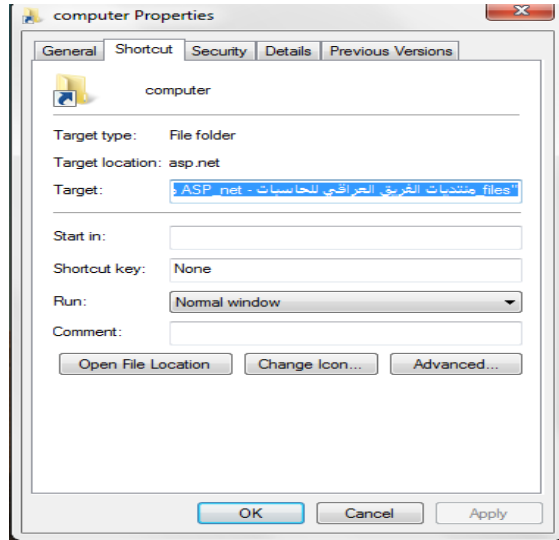 computer Properties
General Shortcut Security Details Previous Versions
computer
Target type: File folder
Target location: asp.net
Target: ASP_net - منتديات الفريق العراقي للحاسبات_files"
Start in:
Shortcut key: None
Run: Normal window
Comment:
Open File Location Change Icon... Advanced...
OK Cancel Apply